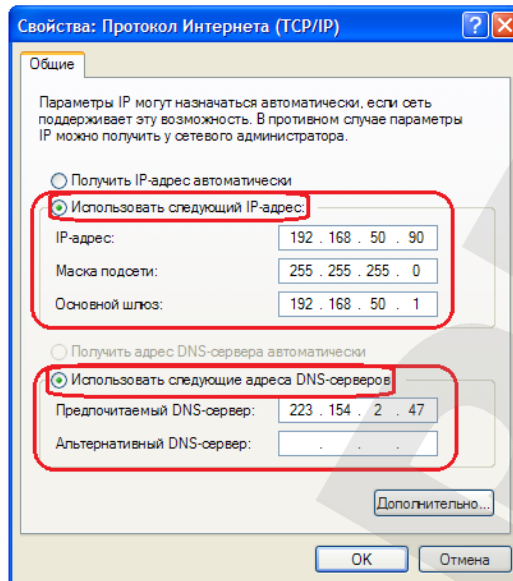 Свойства: Протокол Интернета (TCP/IP)
Общие
Параметры IP могут назначаться автоматически, если сеть
поддерживает эту возможность. В противном случае параметры
IP можно получить у сетевого администратора.
Получить IP-адрес автоматически
Использовать следующий IP-адрес:
IP-адрес: 192 . 168 . 50 . 90
Маска подсети: 255 . 255 . 255 . 0
Основной шлюз: 192 . 168 . 50 . 1
Получить адрес DNS-сервера автоматически
Использовать следующие адреса DNS-серверов
Предпочитаемый DNS-сервер: 223 . 154 . 2 . 47
Альтернативный DNS-сервер: . . .
Дополнительно...
OK Отмена